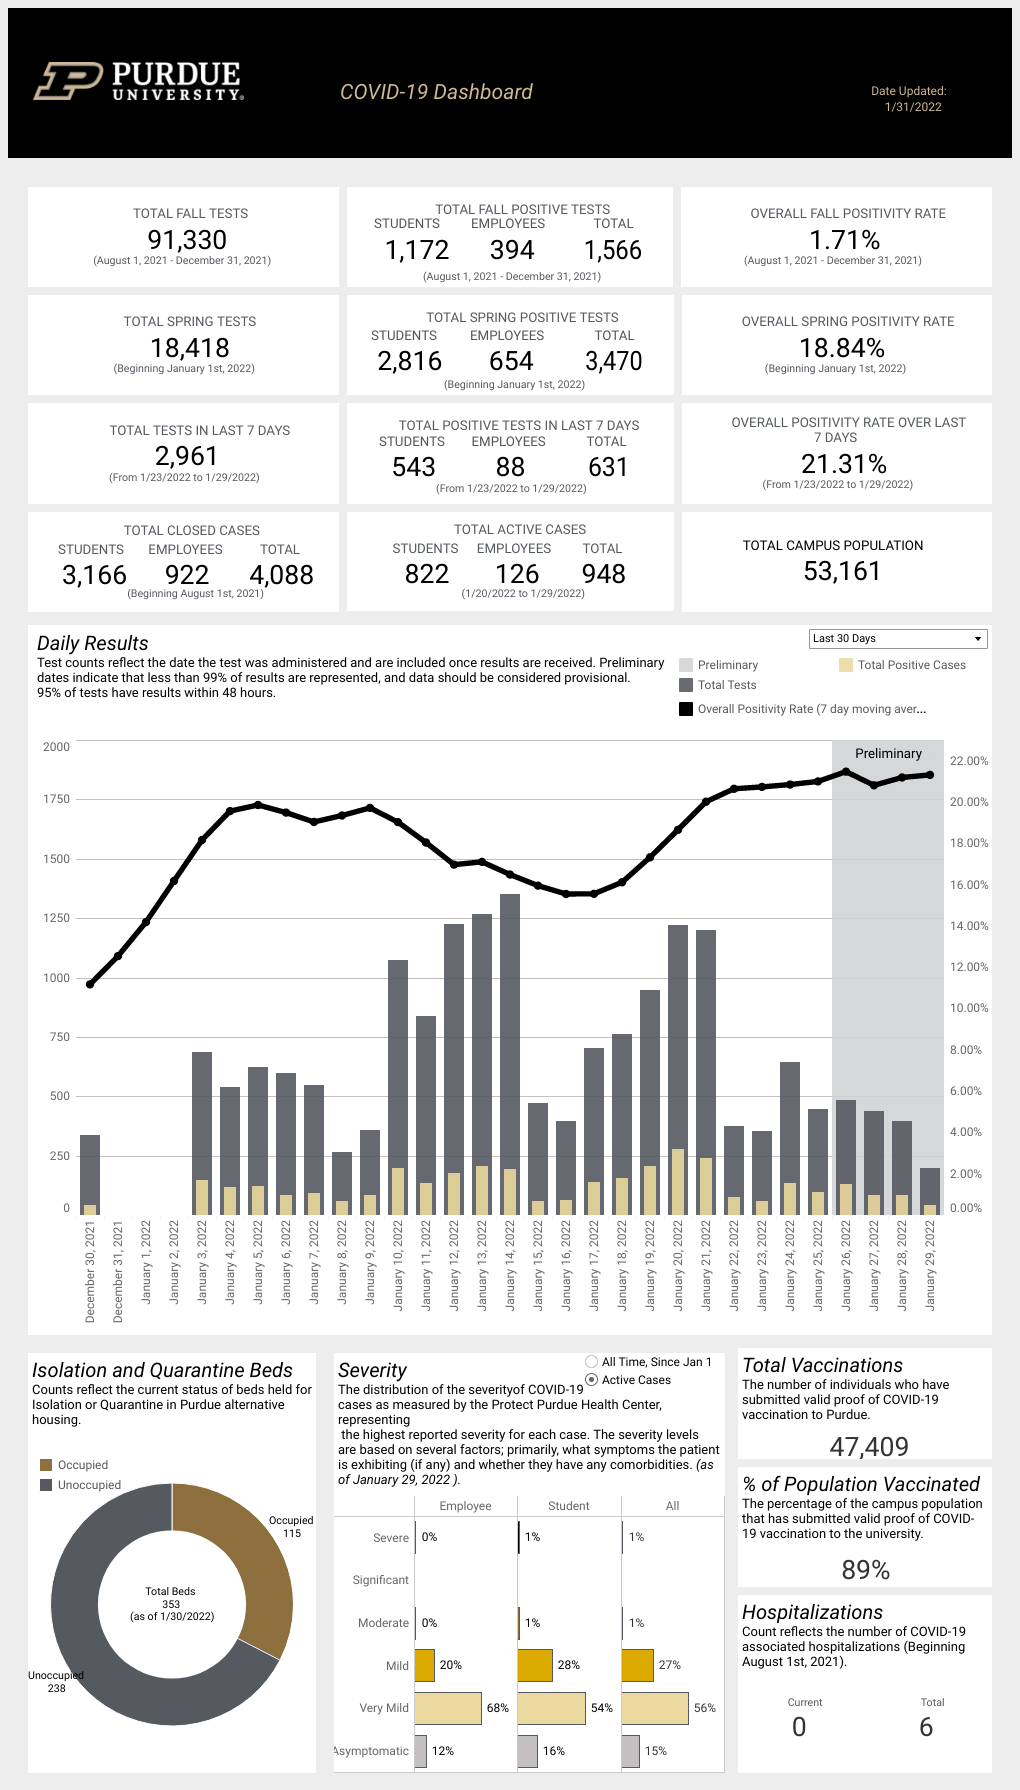 PURDUE
UNIVERSITY®
COVID-19 Dashboard
Date Updated:
1/31/2022
TOTAL FALL TESTS
91,330
(August 1, 2021 - December 31, 2021)
TOTAL FALL POSITIVE TESTS
STUDENTS EMPLOYEES TOTAL
1,172 394 1,566
(August 1, 2021 - December 31, 2021)
OVERALL FALL POSITIVITY RATE
1.71%
(August 1, 2021 - December 31, 2021)
TOTAL SPRING TESTS
18,418
(Beginning January 1st, 2022)
TOTAL SPRING POSITIVE TESTS
STUDENTS EMPLOYEES TOTAL
2,816 654 3,470
(Beginning January 1st, 2022)
OVERALL SPRING POSITIVITY RATE
18.84%
(Beginning January 1st, 2022)
TOTAL TESTS IN LAST 7 DAYS
2,961
(From 1/23/2022 to 1/29/2022)
TOTAL POSITIVE TESTS IN LAST 7 DAYS
STUDENTS EMPLOYEES TOTAL
543 88 631
(From 1/23/2022 to 1/29/2022)
OVERALL POSITIVITY RATE OVER LAST
7 DAYS
21.31%
(From 1/23/2022 to 1/29/2022)
TOTAL CLOSED CASES
STUDENTS EMPLOYEES TOTAL
3,166 922 4,088
(Beginning August 1st, 2021)
TOTAL ACTIVE CASES
STUDENTS EMPLOYEES TOTAL
822 126 948
(1/20/2022 to 1/29/2022)
TOTAL CAMPUS POPULATION
53,161
Daily Results
Test counts reflect the date the test was administered and are included once results are received. Preliminary
dates indicate that less than 99% of results are represented, and data should be considered provisional.
95% of tests have results within 48 hours.
Last 30 Days
Preliminary
Total Positive Cases
Total Tests
Overall Positivity Rate (7 day moving aver...
Preliminary
2000
1750
1500
1250
1000
750
500
250
0
22.00%
20.00%
18.00%
16.00%
14.00%
12.00%
10.00%
8.00%
6.00%
4.00%
2.00%
0.00%
December 30, 2021
December 31, 2021
January 1, 2022
January 2, 2022
January 3, 2022
January 4, 2022
January 5, 2022
January 6, 2022
January 7, 2022
January 8, 2022
January 9, 2022
January 10, 2022
January 11, 2022
January 12, 2022
January 13, 2022
January 14, 2022
January 15, 2022
January 16, 2022
January 17, 2022
January 18, 2022
January 19, 2022
January 20, 2022
January 21, 2022
January 22, 2022
January 23, 2022
January 24, 2022
January 25, 2022
January 26, 2022
January 27, 2022
January 28, 2022
January 29, 2022
Isolation and Quarantine Beds
Counts reflect the current status of beds held for
Isolation or Quarantine in Purdue alternative
housing.
Occupied
Unoccupied
Occupied
115
Total Beds
353
(as of 1/30/2022)
Unoccupied
238
Severity
All Time, Since Jan 1
Active Cases
The distribution of the severityof COVID-19
cases as measured by the Protect Purdue Health Center,
representing
the highest reported severity for each case. The severity levels
are based on several factors; primarily, what symptoms the patient
is exhibiting (if any) and whether they have any comorbidities. (as
of January 29, 2022 ).
Employee Student All
Severe 0% 1% 1%
Significant
Moderate 0% 1% 1%
Mild 20% 28% 27%
Very Mild 68% 54% 56%
Asymptomatic 12% 16% 15%
Total Vaccinations
The number of individuals who have
submitted valid proof of COVID-19
vaccination to Purdue.
47,409
% of Population Vaccinated
The percentage of the campus population
that has submitted valid proof of COVID-
19 vaccination to the university.
89%
Hospitalizations
Count reflects the number of COVID-19
associated hospitalizations (Beginning
August 1st, 2021).
Current Total
0 6